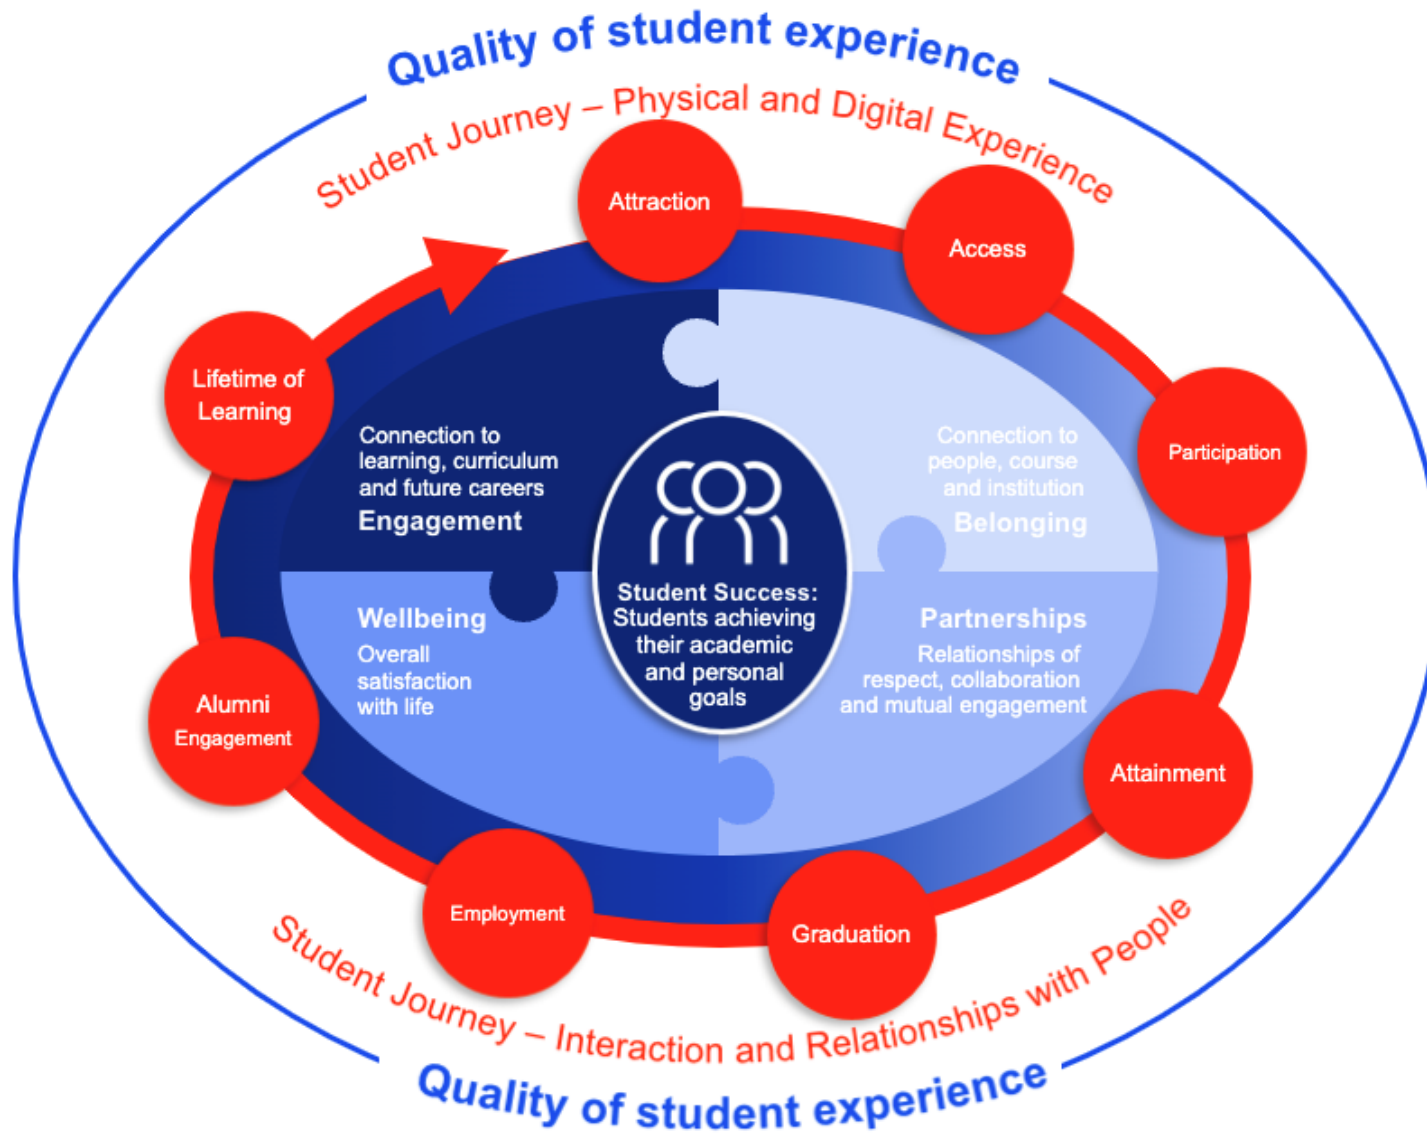 Quality of student experience
Student Journey – Physical and Digital Experience
Attraction
Access
Participation
Attainment
Graduation
Employment
Alumni
Engagement
Lifetime of
Learning
Connection to
learning, curriculum
and future careers
Engagement
Connection to
people, course
and institution
Belonging
Wellbeing
Overall
satisfaction
with life
Partnerships
Relationships of
respect, collaboration
and mutual engagement
Student Success:
Students achieving
their academic
and personal
goals
Student Journey – Interaction and Relationships with People
Quality of student experience